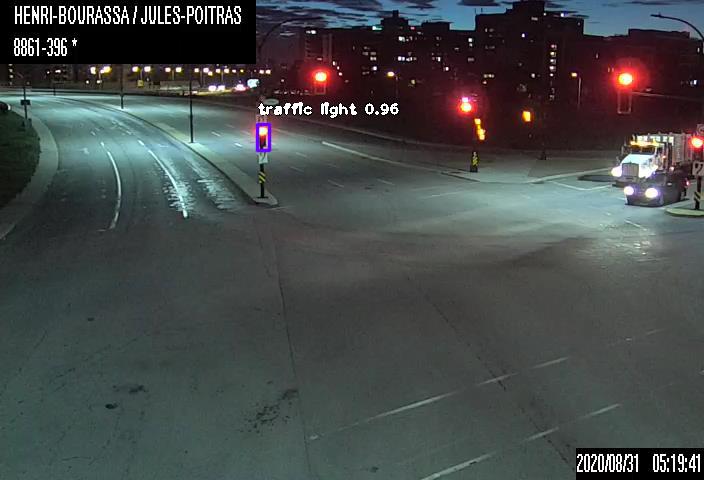 HENRI-BOURASSA / JULES-POITRAS
8861-396 *
traffic light 0.96
2020/08/31 05:19:41